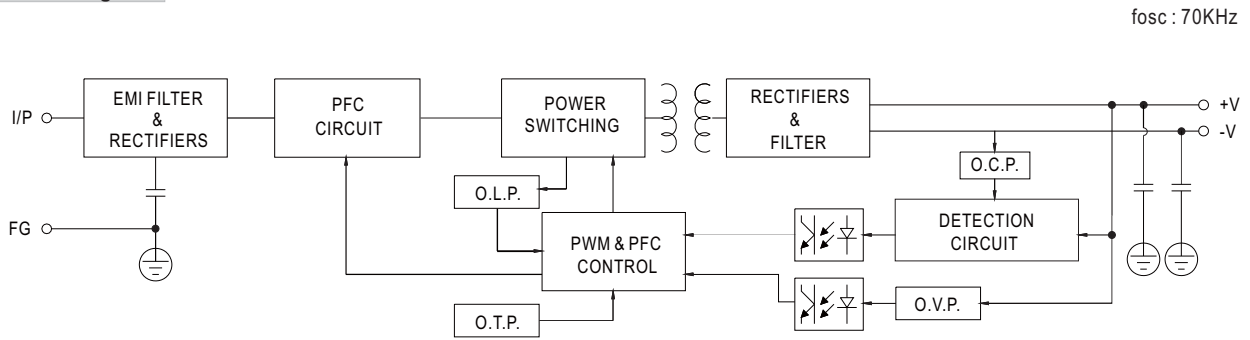 fosc : 70KHz
I/P
EMI FILTER
&
RECTIFIERS
PFC
CIRCUIT
POWER
SWITCHING
RECTIFIERS
&
FILTER
+V
-V
O.C.P.
O.L.P.
FG
PWM & PFC
CONTROL
DETECTION
CIRCUIT
O.V.P.
O.T.P.